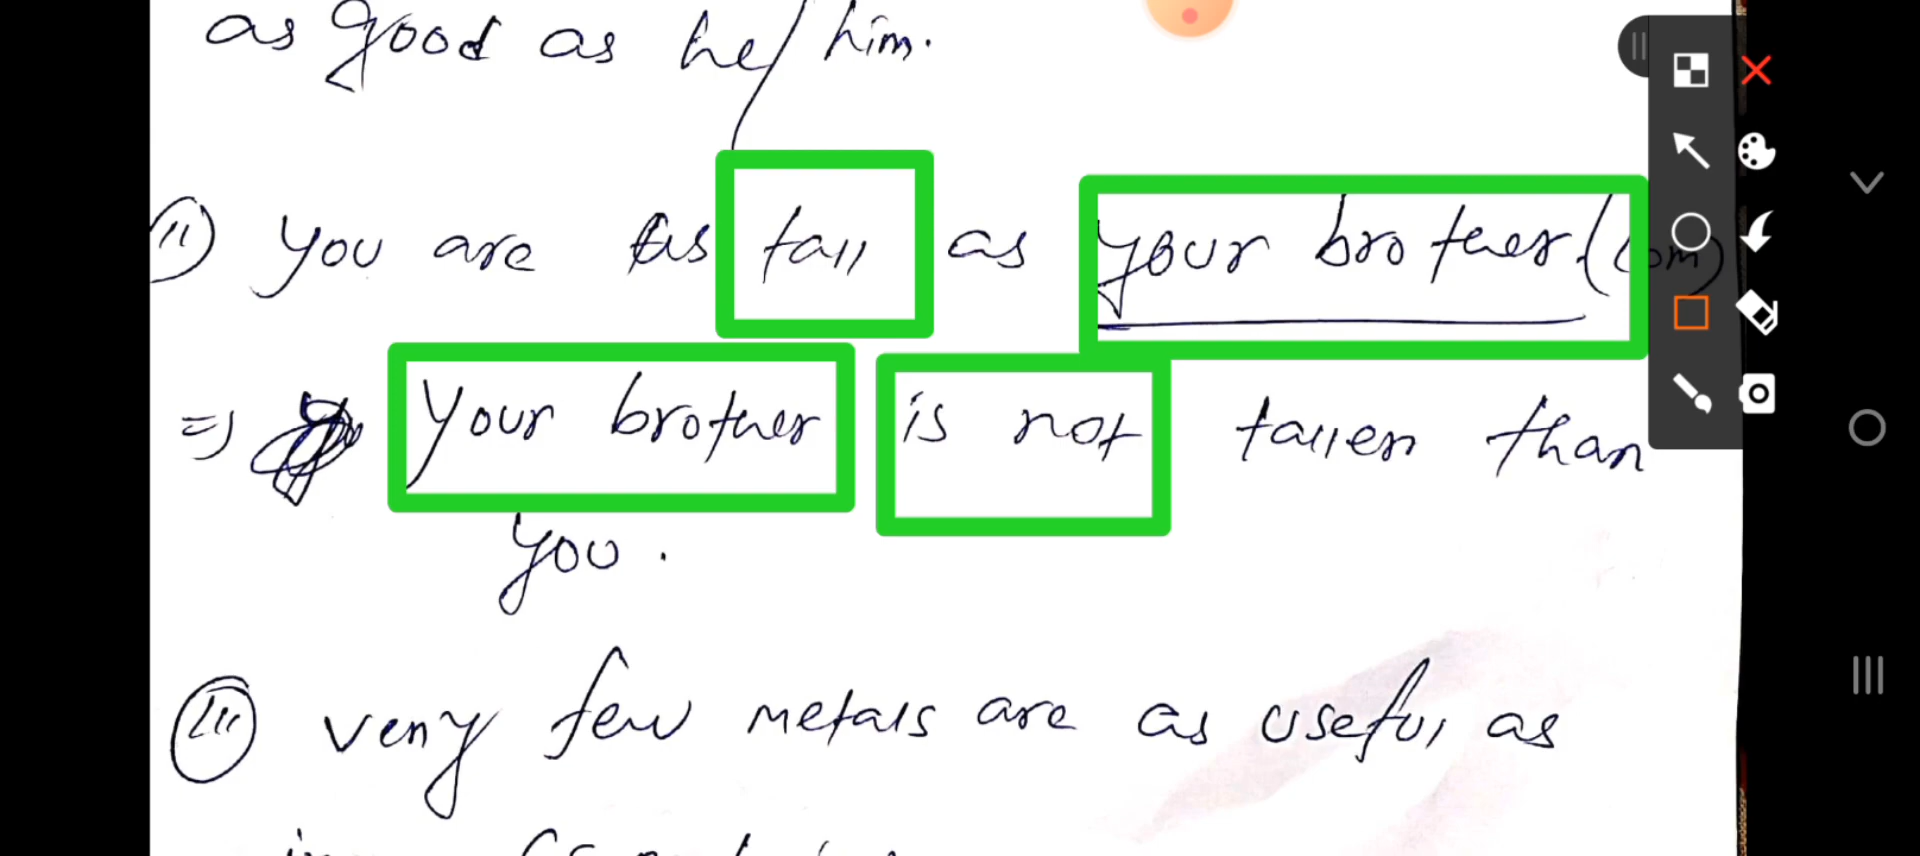 as good as he/him.
(ii) you are as tall as your brother. (Com)
=) Your brother is not taller than
you.
(iii) very few metals are as useful as